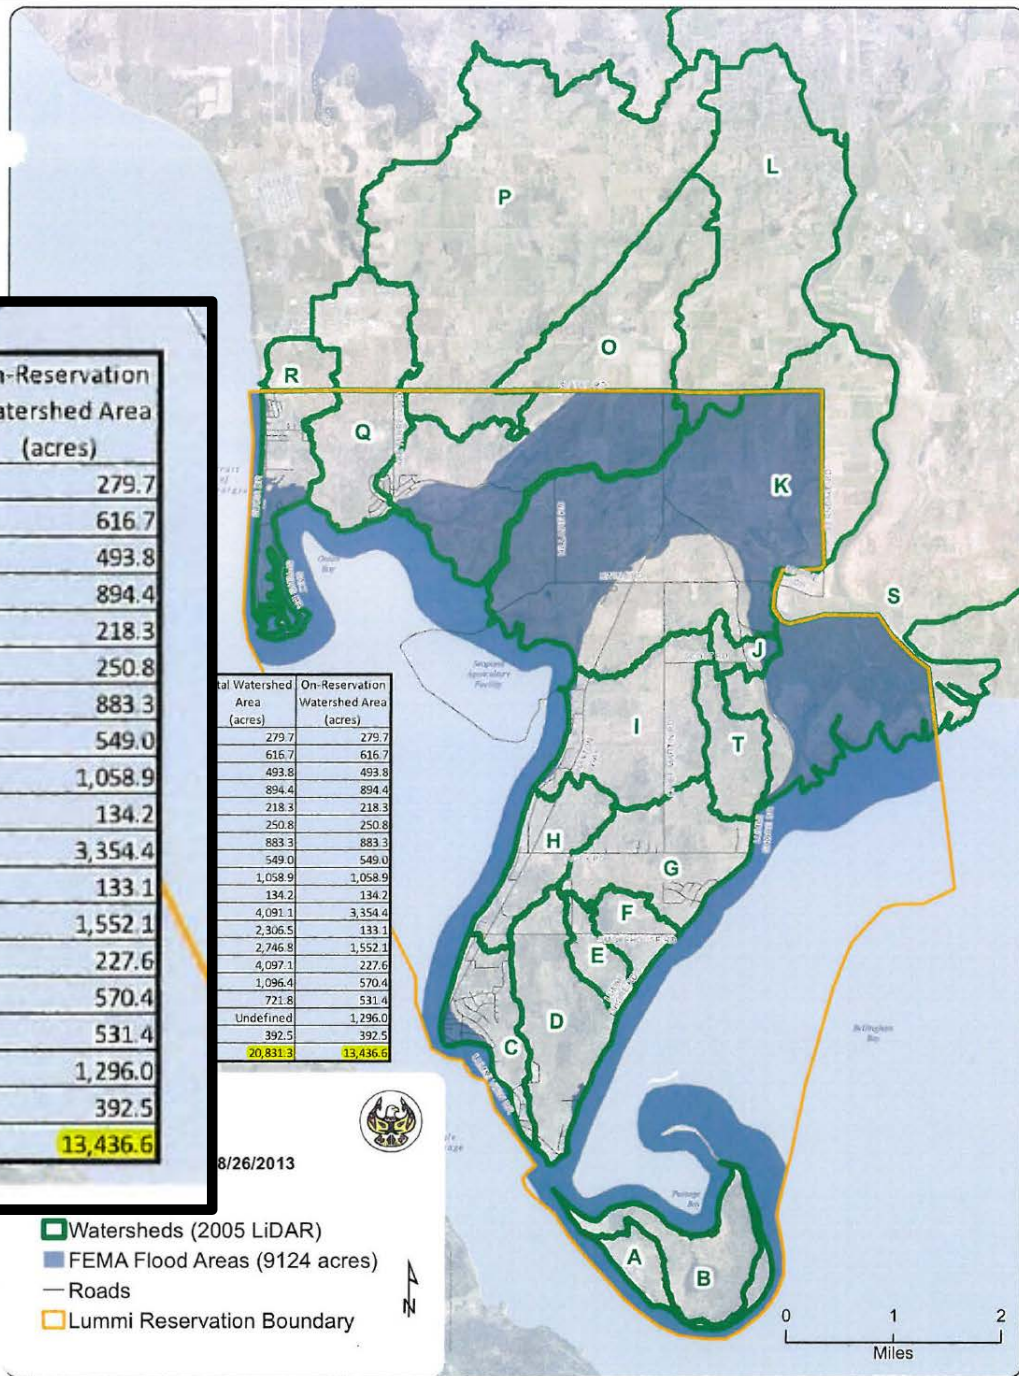 P
L
O
R
Q
K
S
J
I
T
H
G
F
E
D
C
A
B
n-Reservation
atershed Area
(acres)
279.7
616.7
493.8
894.4
218.3
250.8
883.3
549.0
1,058.9
134.2
3,354.4
133.1
1,552.1
227.6
570.4
531.4
1,296.0
392.5
13,436.6
tal Watershed On-Reservation
Area Watershed Area
(acres) (acres)
279.7 279.7
616.7 616.7
493.8 493.8
894.4 894.4
218.3 218.3
250.8 250.8
883.3 883.3
549.0 549.0
1,058.9 1,058.9
134.2 134.2
4,091.1 3,354.4
2,306.5 133.1
2,746.8 1,552.1
4,097.1 227.6
1,096.4 570.4
721.8 531.4
Undefined 1,296.0
392.5 392.5
20,831.3 13,436.6
Seapond
Aquaculture
Facility
Bellingham
Bay
Portage
Bay
8/26/2013
Watersheds (2005 LiDAR)
FEMA Flood Areas (9124 acres)
Roads
Lummi Reservation Boundary
N
0 1 2
Miles